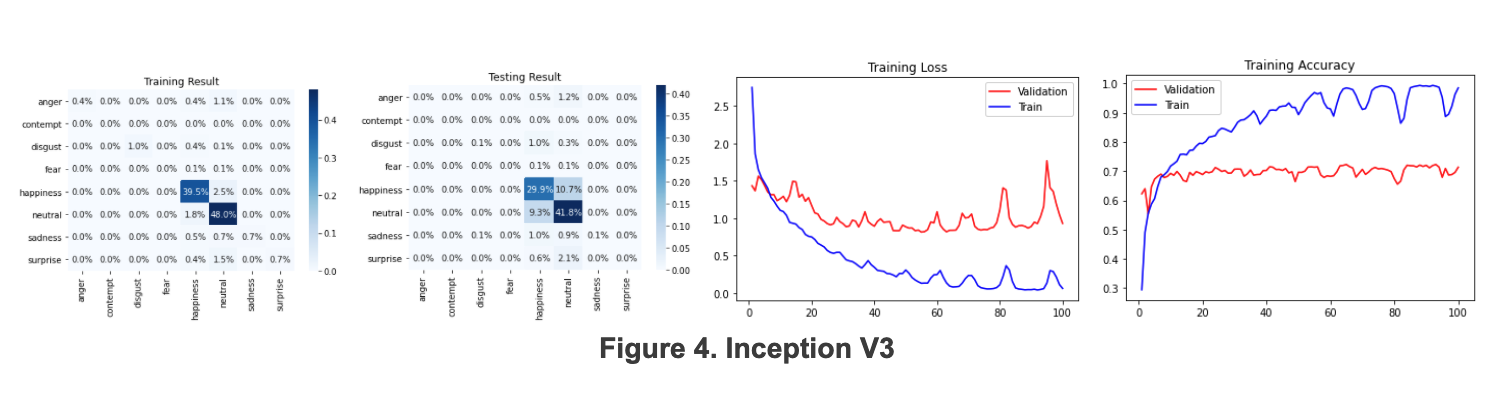 Training Result
anger 0.4% 0.0% 0.0% 0.0% 0.4% 1.1% 0.0% 0.0%
contempt 0.0% 0.0% 0.0% 0.0% 0.0% 0.0% 0.0% 0.0%
disgust 0.0% 0.0% 1.0% 0.0% 0.4% 0.1% 0.0% 0.0%
fear 0.0% 0.0% 0.0% 0.0% 0.1% 0.1% 0.0% 0.0%
happiness 0.0% 0.0% 0.0% 0.0% 39.5% 2.5% 0.0% 0.0%
neutral 0.0% 0.0% 0.0% 0.0% 1.8% 48.0% 0.0% 0.0%
sadness 0.0% 0.0% 0.0% 0.0% 0.5% 0.7% 0.7% 0.0%
surprise 0.0% 0.0% 0.0% 0.0% 0.4% 1.5% 0.0% 0.7%
anger contempt disgust fear happiness neutral sadness surprise
0.4
0.3
0.2
0.1
0.0
Testing Result
anger 0.0% 0.0% 0.0% 0.0% 0.5% 1.2% 0.0% 0.0%
contempt 0.0% 0.0% 0.0% 0.0% 0.0% 0.0% 0.0% 0.0%
disgust 0.0% 0.0% 0.1% 0.0% 1.0% 0.3% 0.0% 0.0%
fear 0.0% 0.0% 0.0% 0.0% 0.1% 0.1% 0.0% 0.0%
happiness 0.0% 0.0% 0.0% 0.0% 29.9% 10.7% 0.0% 0.0%
neutral 0.0% 0.0% 0.0% 0.0% 9.3% 41.8% 0.0% 0.0%
sadness 0.0% 0.0% 0.1% 0.0% 1.0% 0.9% 0.1% 0.0%
surprise 0.0% 0.0% 0.0% 0.0% 0.6% 2.1% 0.0% 0.0%
anger contempt disgust fear happiness neutral sadness surprise
0.40
0.35
0.30
0.25
0.20
0.15
0.10
0.05
0.00
Training Loss
Validation
Train
2.5
2.0
1.5
1.0
0.5
0.0
0 20 40 60 80 100
Training Accuracy
Validation
Train
1.0
0.9
0.8
0.7
0.6
0.5
0.4
0.3
0 20 40 60 80 100
Figure 4. Inception V3